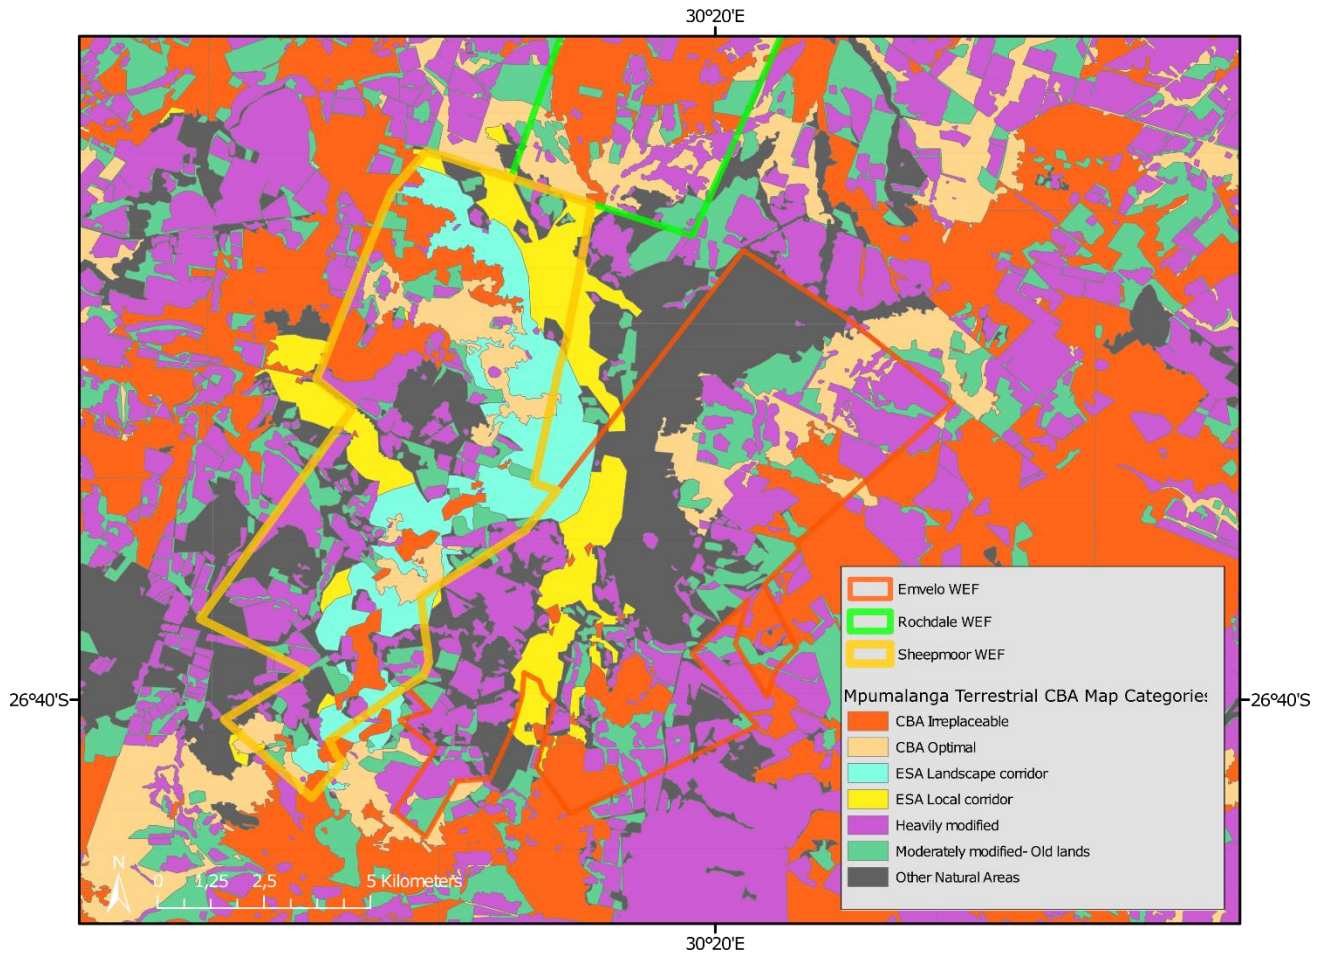 30°20'E
26°40'S
26°40'S
Emvelo WEF
Rochdale WEF
Sheepmoor WEF
Mpumalanga Terrestrial CBA Map Categories
CBA Irreplaceable
CBA Optimal
ESA Landscape corridor
ESA Local corridor
Heavily modified
Moderately modified- Old lands
Other Natural Areas
N
0 1,25 2,5 5 Kilometers
30°20'E